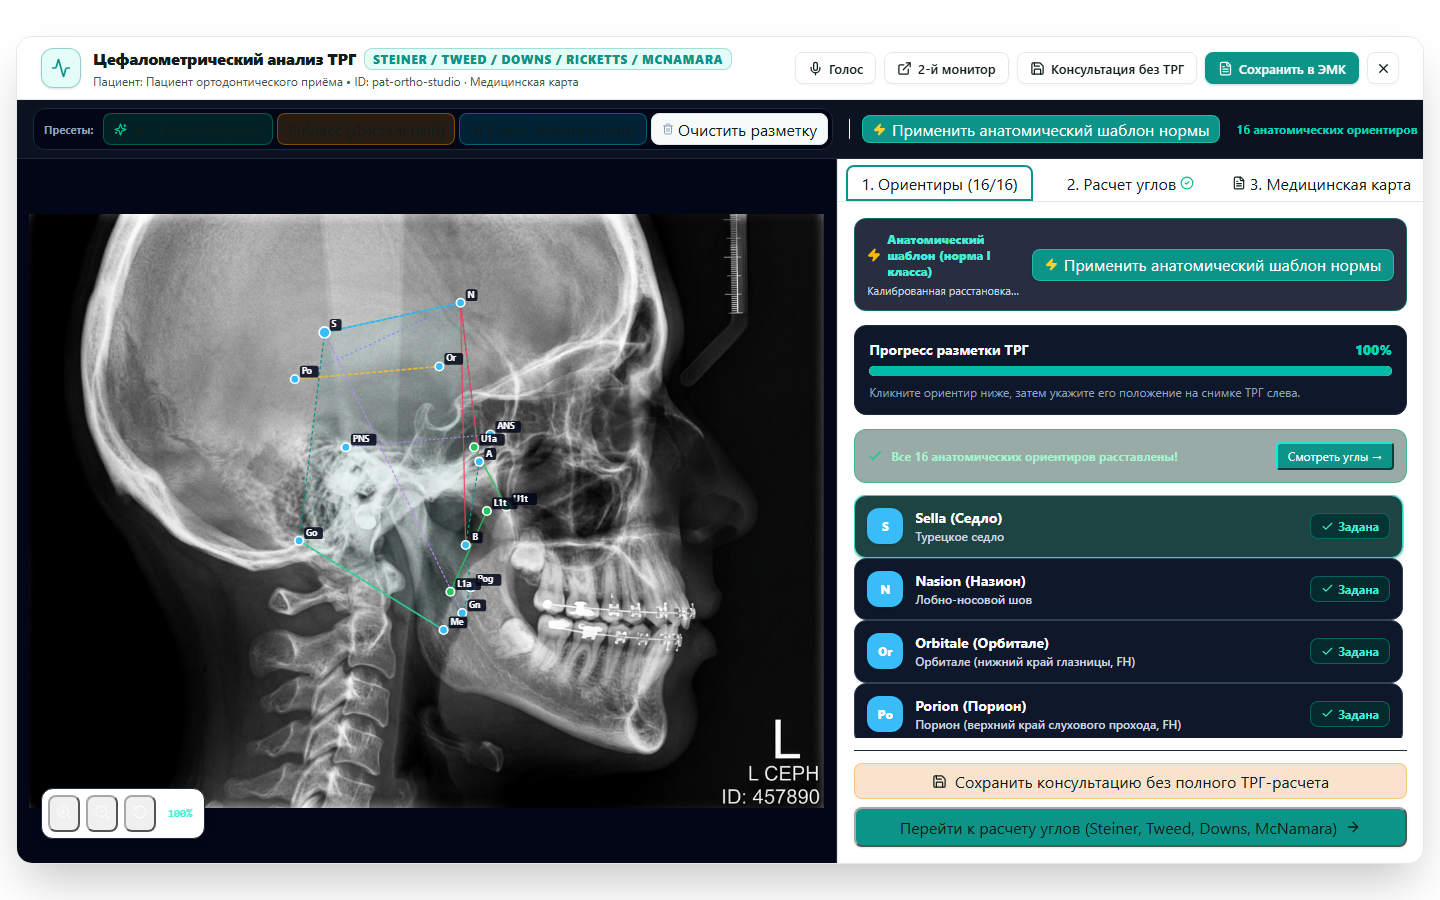 Цефалометрический анализ ТРГ
STEINER / TWEED / DOWNS / RICKETTS / MCNAMARA
Пациент: Пациент ортодонтического приёма • ID: pat-ortho-studio · Медицинская карта
Голос
2-й монитор
Консультация без ТРГ
Сохранить в ЭМК
Пресеты:
II Класс (Дистальный)
Очистить разметку
Применить анатомический шаблон нормы
16 анатомических ориентиров
1. Ориентиры (16/16)
2. Расчет углов
3. Медицинская карта
Анатомический шаблон (норма I класса)
Калиброванная расстановка...
Применить анатомический шаблон нормы
Прогресс разметки ТРГ
100%
Кликните ориентир ниже, затем укажите его положение на снимке ТРГ слева.
Все 16 анатомических ориентиров расставлены!
Смотреть углы →
S
Sella (Седло)
Турецкое седло
Задана
N
Nasion (Назион)
Лобно-носовой шов
Задана
Or
Orbitale (Орбитале)
Орбитале (нижний край глазницы, FH)
Задана
Po
Porion (Порион)
Порион (верхний край слухового прохода, FH)
Задана
Сохранить консультацию без полного ТРГ-расчета
Перейти к расчету углов (Steiner, Tweed, Downs, McNamara)
N
S
Or
Po
ANS
U1a
PNS
A
L1t
U1t
Go
B
L1a
Pog
Gn
Me
L
L CEPH
ID: 457890
100%